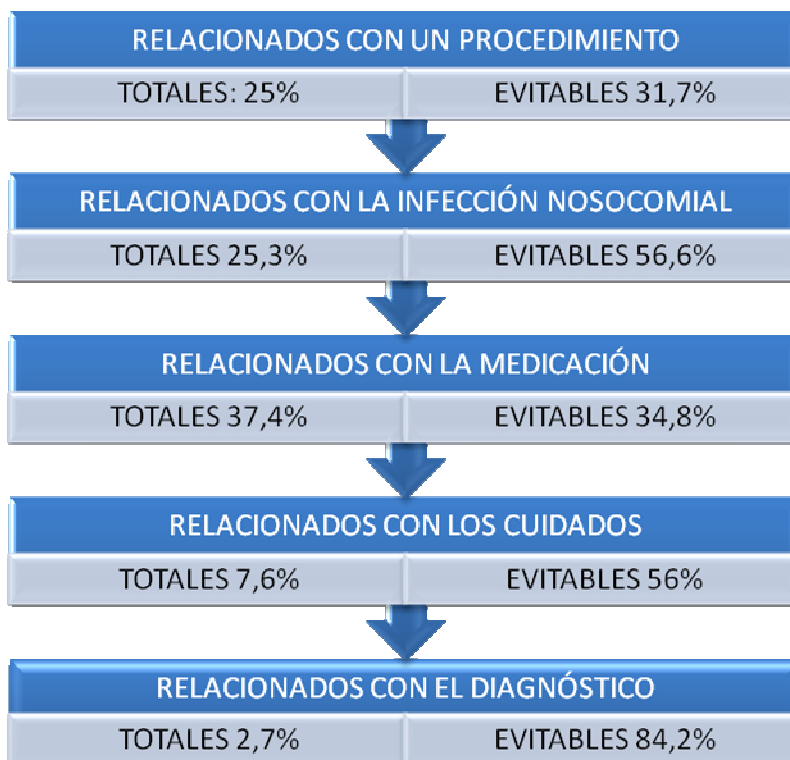 RELACIONADOS CON UN PROCEDIMIENTO
TOTALES: 25% EVITABLES 31,7%
RELACIONADOS CON LA INFECCIÓN NOSOCOMIAL
TOTALES 25,3% EVITABLES 56,6%
RELACIONADOS CON LA MEDICACIÓN
TOTALES 37,4% EVITABLES 34,8%
RELACIONADOS CON LOS CUIDADOS
TOTALES 7,6% EVITABLES 56%
RELACIONADOS CON EL DIAGNÓSTICO
TOTALES 2,7% EVITABLES 84,2%